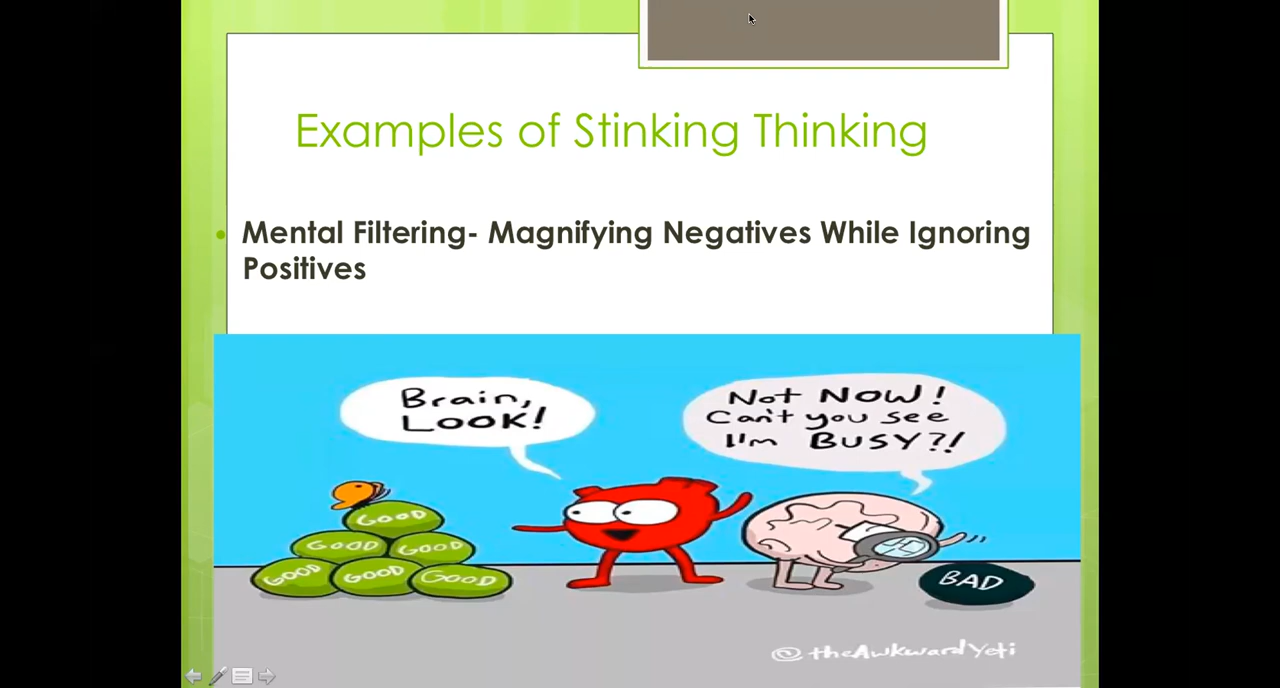 Examples of Stinking Thinking
Mental Filtering- Magnifying Negatives While Ignoring
Positives
Brain,
LOOK!
Not NOW!
Can't you see
I'm BUSY?!
GOOD
GOOD GOOD
GOOD GOOD GOOD
BAD
@theAwkwardYeti